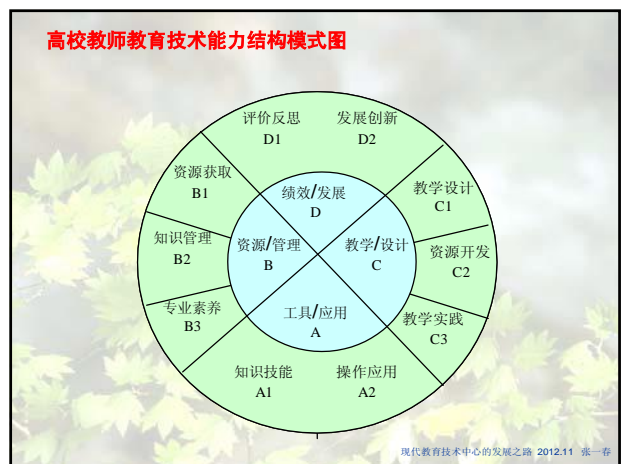 高校教师教育技术能力结构模式图
评价反思
D1
发展创新
D2
资源获取
B1
绩效/发展
D
教学设计
C1
知识管理
B2
资源/管理
B
教学/设计
C
资源开发
C2
专业素养
B3
工具/应用
A
教学实践
C3
知识技能
A1
操作应用
A2
现代教育技术中心的发展之路 2012.11 张一春